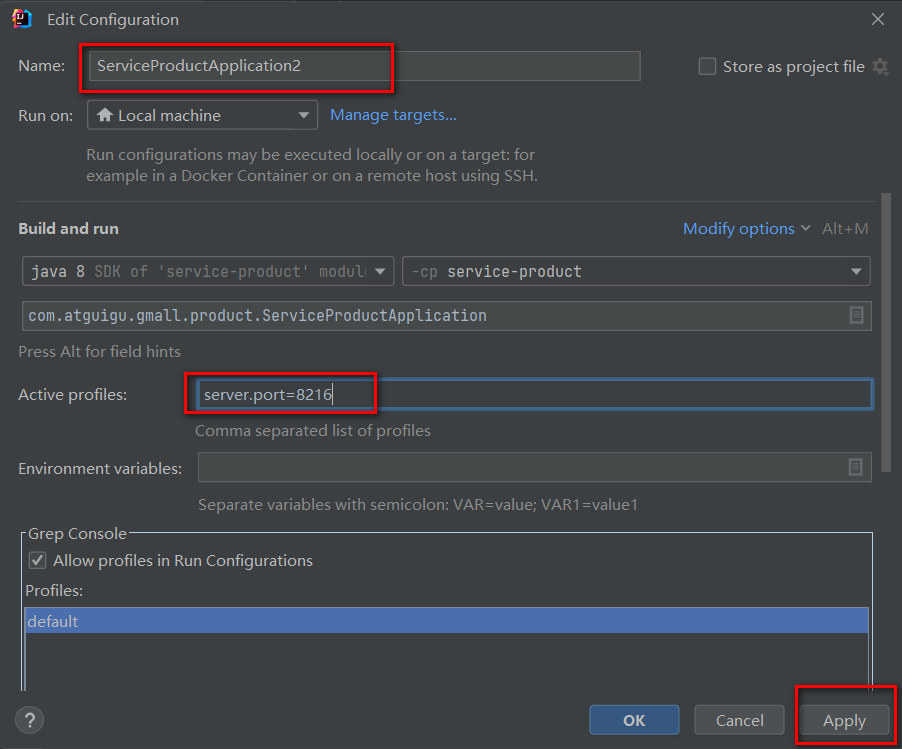 Edit Configuration
Name: ServiceProductApplication2 Store as project file
Run on: Local machine Manage targets...
Run configurations may be executed locally or on a target: for
example in a Docker Container or on a remote host using SSH.
Build and run Modify options Alt+M
java 8 SDK of 'service-product' modul -cp service-product
com.atguigu.gmall.product.ServiceProductApplication
Press Alt for field hints
Active profiles: server.port=8216
Comma separated list of profiles
Environment variables:
Separate variables with semicolon: VAR=value; VAR1=value1
Grep Console
Allow profiles in Run Configurations
Profiles:
default
? OK Cancel Apply